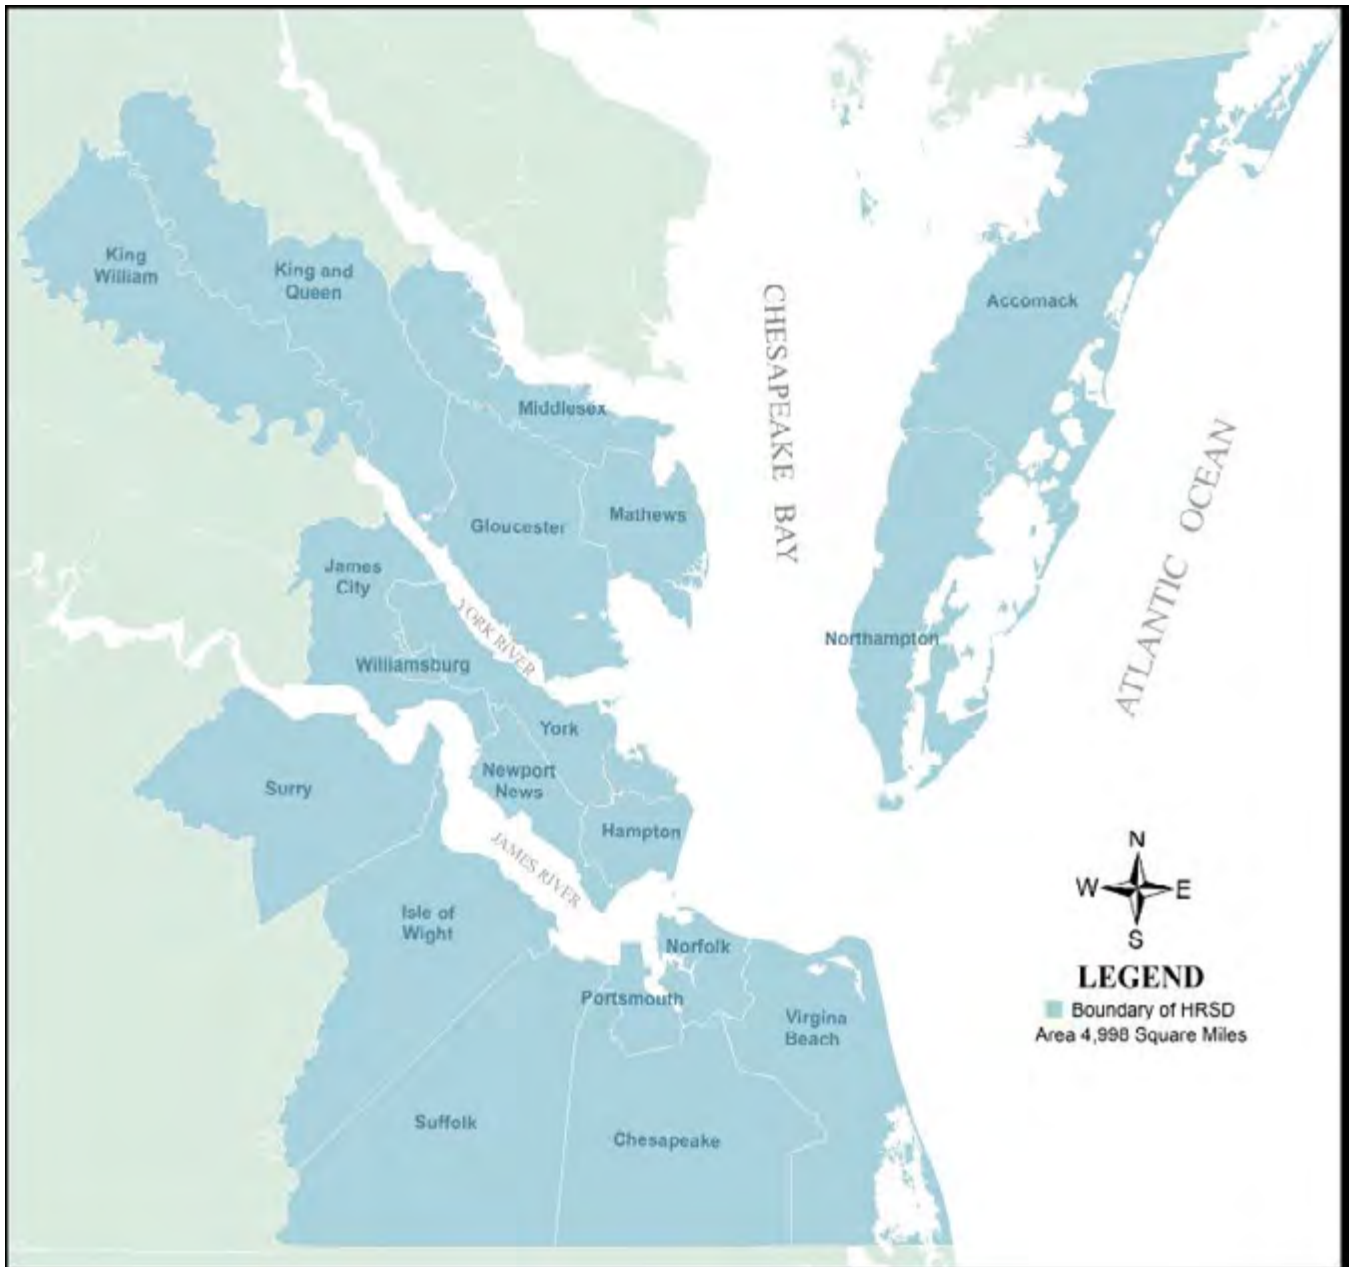 King
William
King and
Queen
Accomack
CHESAPEAKE BAY
Middlesex
Gloucester
Mathews
ATLANTIC OCEAN
James
City
YORK RIVER
Northampton
Williamsburg
York
Newport
News
Surry
Hampton
JAMES RIVER
Isle of
Wight
Norfolk
Portsmouth
Virgina
Beach
Suffolk
Chesapeake
N
W
E
S
LEGEND
Boundary of HRSD
Area 4,998 Square Miles